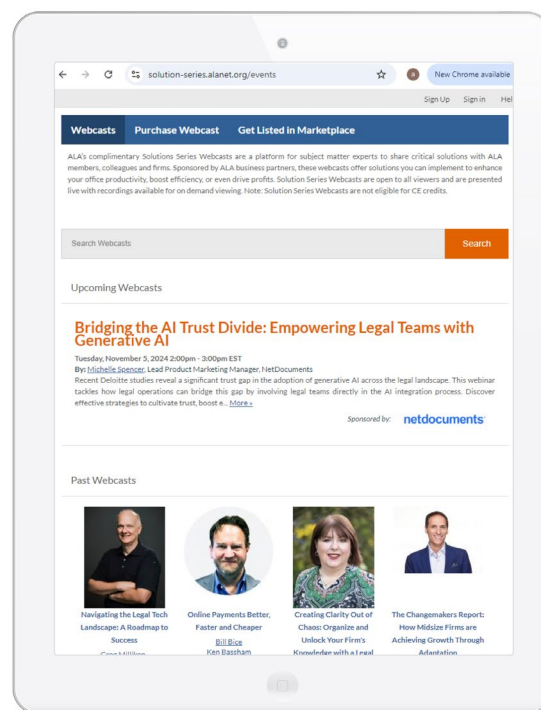 solution-series.alanet.org/events
New Chrome available
Sign Up Sign in Hel
Webcasts Purchase Webcast Get Listed in Marketplace
ALA's complimentary Solutions Series Webcasts are a platform for subject matter experts to share critical solutions with ALA
members, colleagues and firms. Sponsored by ALA business partners, these webcasts offer solutions you can implement to enhance
your office productivity, boost efficiency, or even drive profits. Solution Series Webcasts are open to all viewers and are presented
live with recordings available for on demand viewing. Note: Solution Series Webcasts are not eligible for CE credits.
Search Webcasts Search
Upcoming Webcasts
Bridging the AI Trust Divide: Empowering Legal Teams with
Generative AI
Tuesday, November 5, 2024 2:00pm - 3:00pm EST
By: Michelle Spencer, Lead Product Marketing Manager, NetDocuments
Recent Deloitte studies reveal a significant trust gap in the adoption of generative AI across the legal landscape. This webinar
tackles how legal operations can bridge this gap by involving legal teams directly in the AI integration process. Discover
effective strategies to cultivate trust, boost e... More »
Sponsored by: netdocuments
Past Webcasts
Navigating the Legal Tech
Landscape: A Roadmap to
Success
Greg Milliken
Online Payments Better,
Faster and Cheaper
Bill Bice
Ken Bassham
Creating Clarity Out of
Chaos: Organize and
Unlock Your Firm's
Knowledge with a Legal
The Changemakers Report:
How Midsize Firms are
Achieving Growth Through
Adaptation